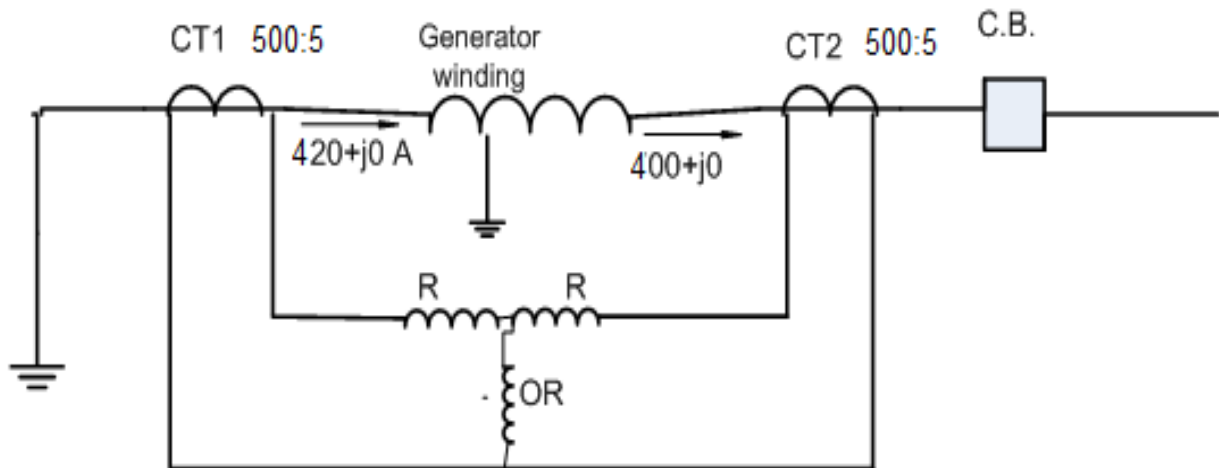 CT1 500:5
Generator
winding
CT2 500:5
C.B.
420+j0 A
400+j0
R
R
OR